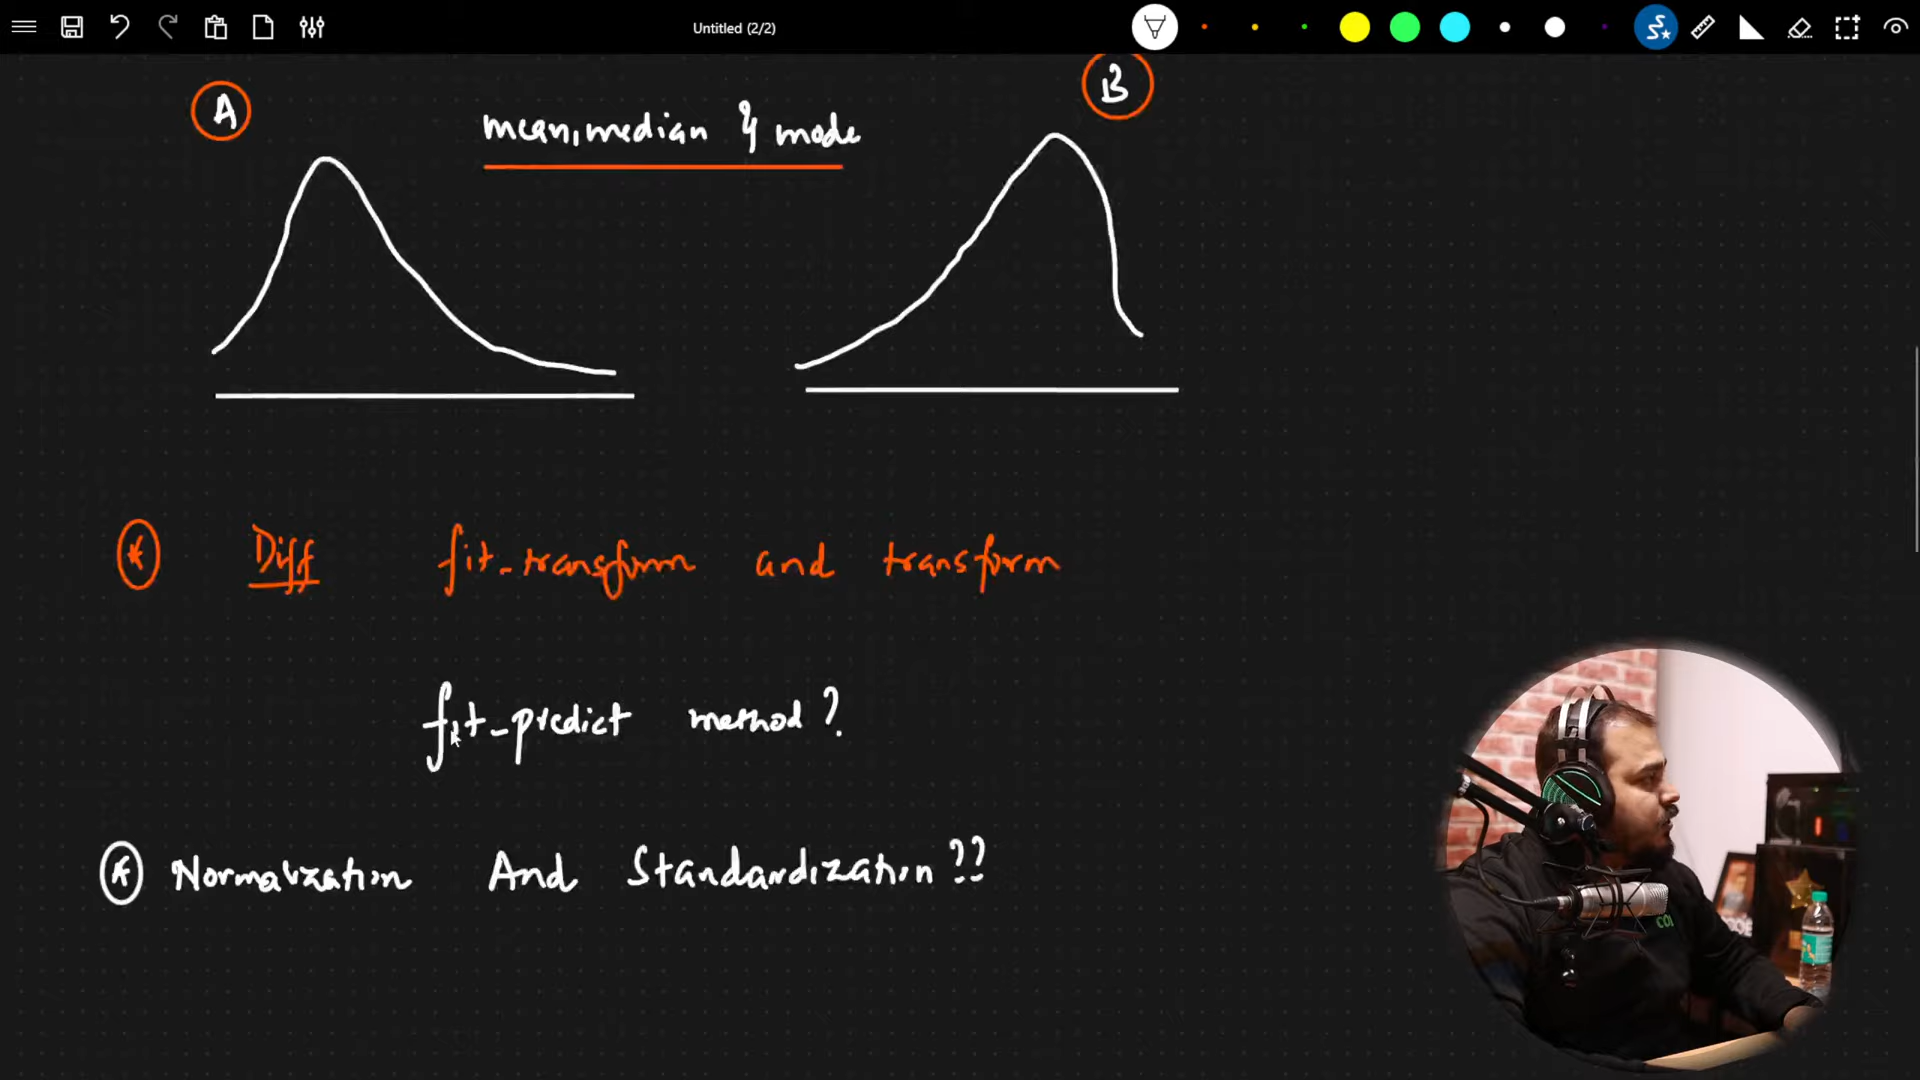 Untitled (2/2)
A
B
mean, median & mode
Diff fit-transform and transform
fit-predict method?
Normalization And Standardization??